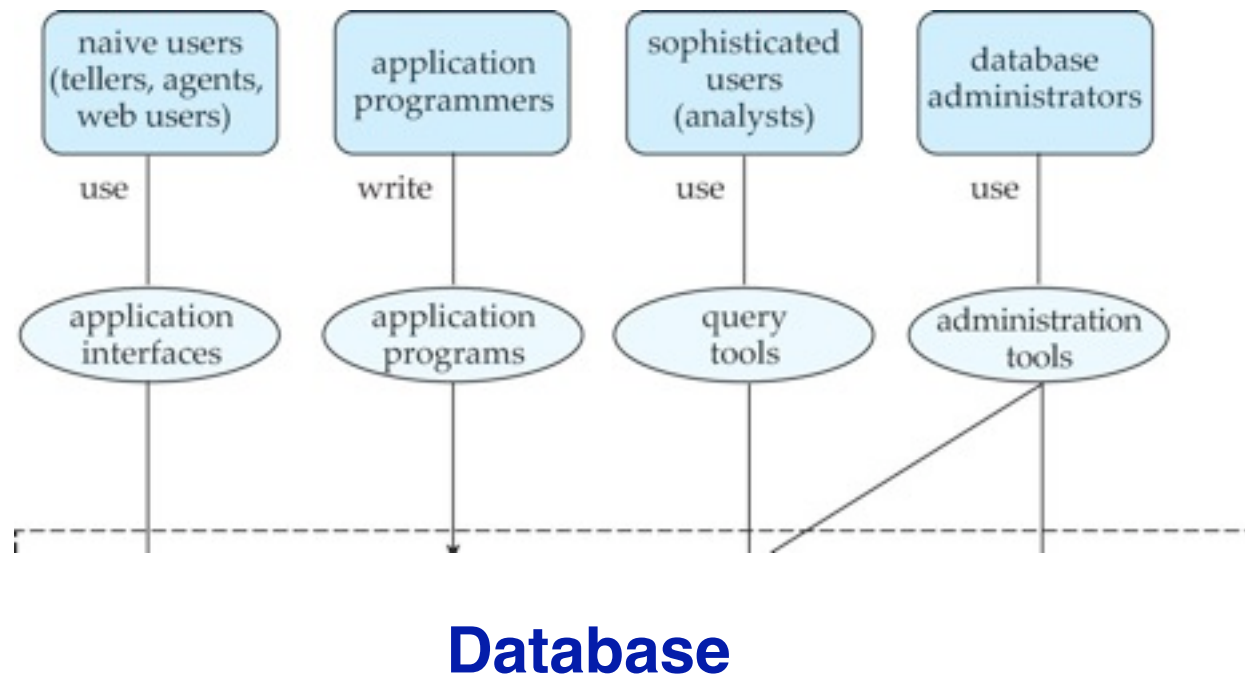 naive users
(tellers, agents,
web users)
application
programmers
sophisticated
users
(analysts)
database
administrators
use
write
use
use
application
interfaces
application
programs
query
tools
administration
tools
Database